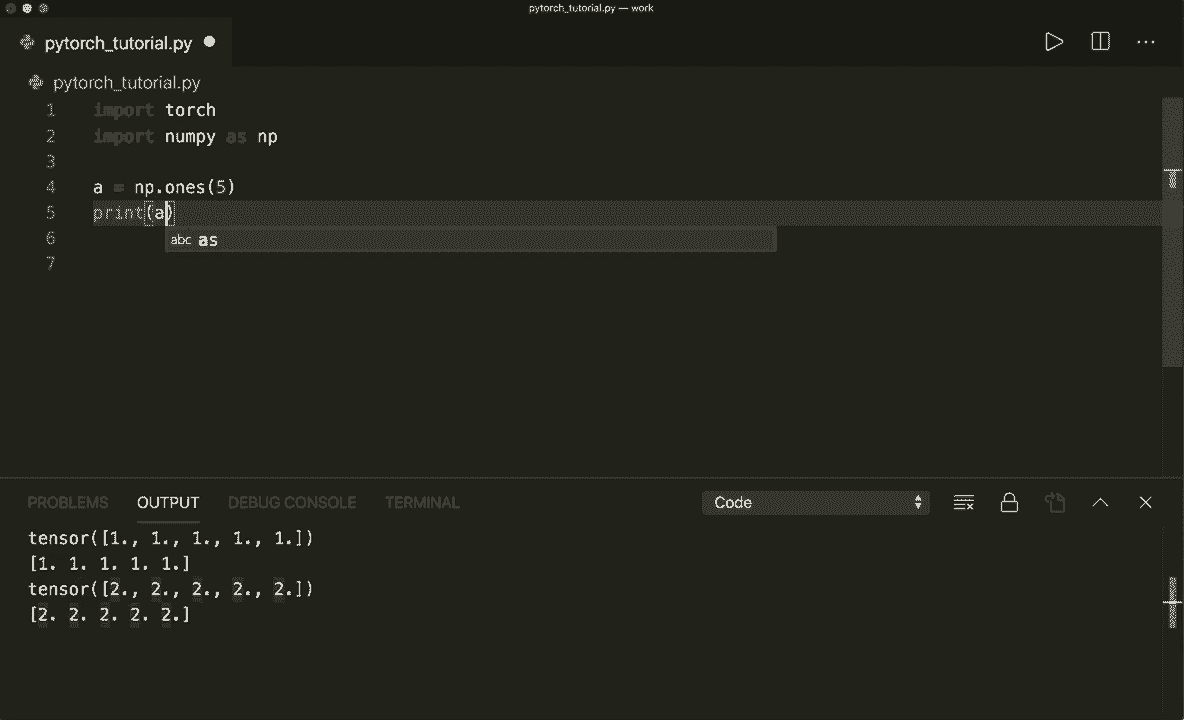 pytorch_tutorial.py — work
pytorch_tutorial.py
pytorch_tutorial.py
1 import torch
2 import numpy as np
3
4 a = np.ones(5)
5 print(a)
6 abc as
7
PROBLEMS OUTPUT DEBUG CONSOLE TERMINAL Code
tensor([1., 1., 1., 1., 1.])
[1. 1. 1. 1. 1.]
tensor([2., 2., 2., 2., 2.])
[2. 2. 2. 2. 2.]